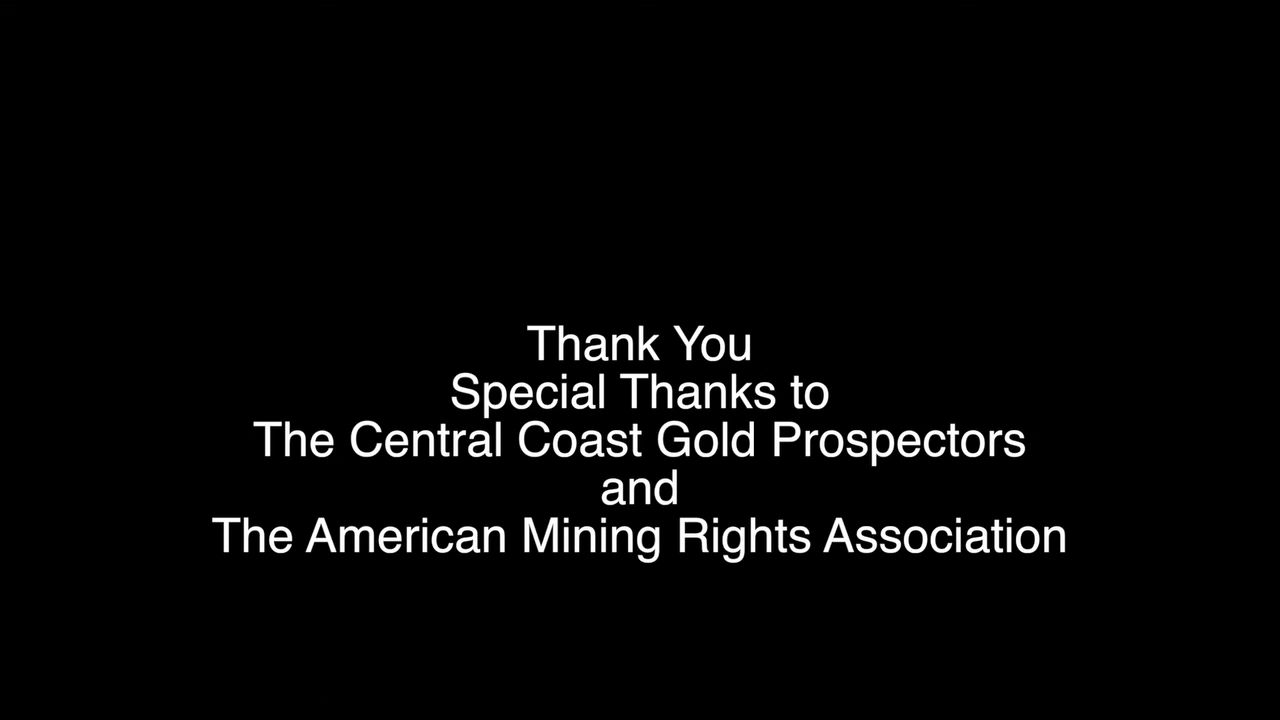 Thank You
Special Thanks to
The Central Coast Gold Prospectors
and
The American Mining Rights Association